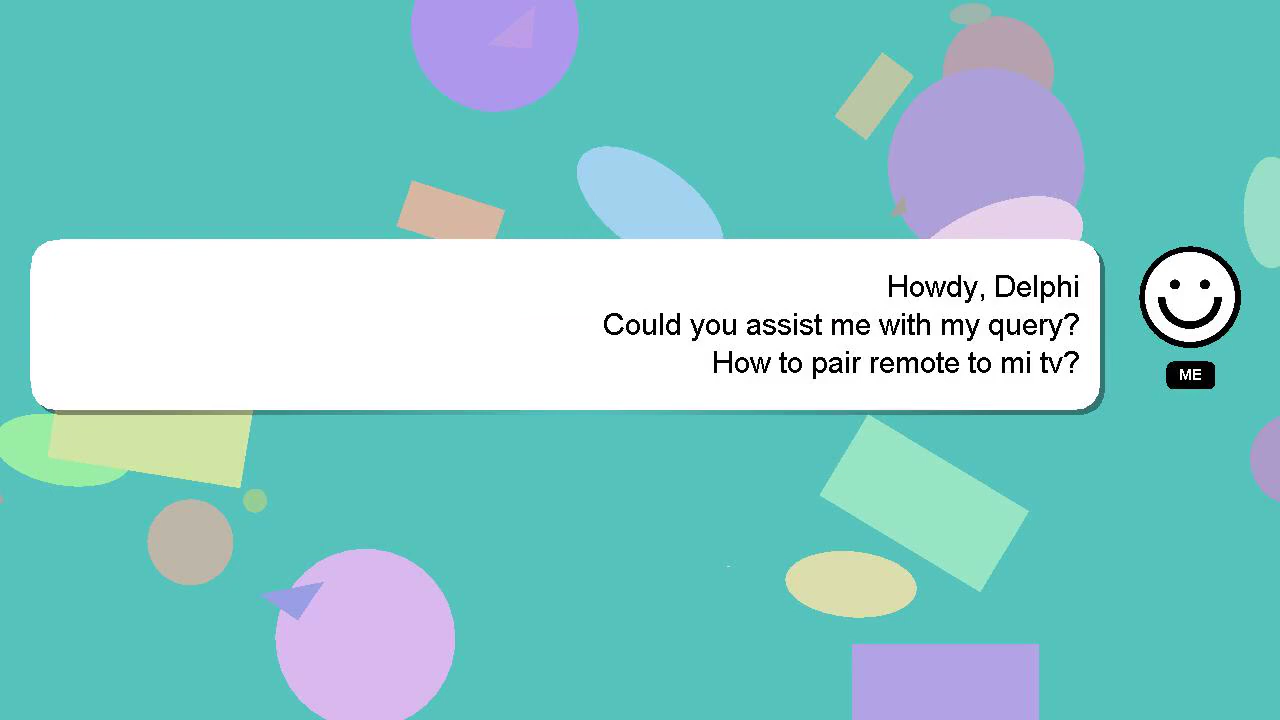 Howdy, Delphi
Could you assist me with my query?
How to pair remote to mi tv?
ME